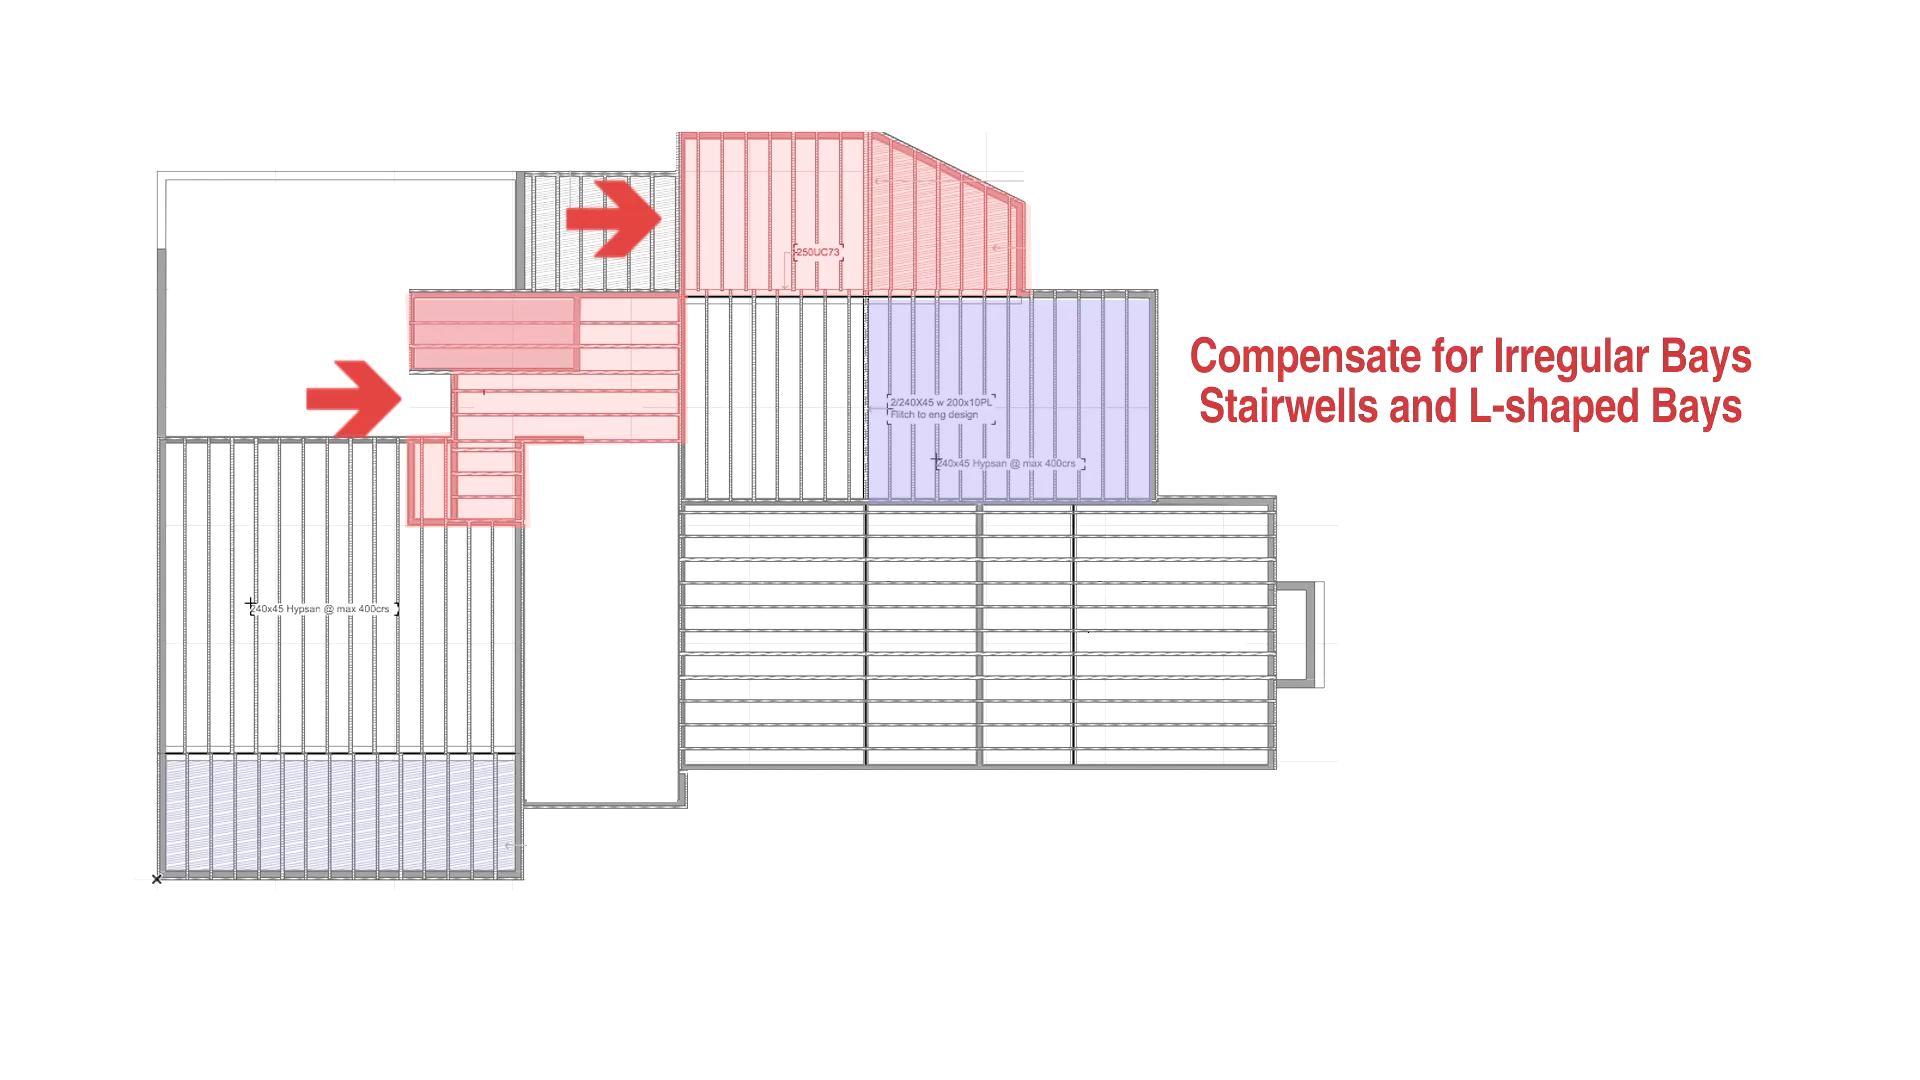 250UC73
Compensate for Irregular Bays
Stairwells and L-shaped Bays
2/240X45 w 200x10PL
Flitch to eng design
240x45 Hypsan @ max 400crs
240x45 Hypsan @ max 400crs